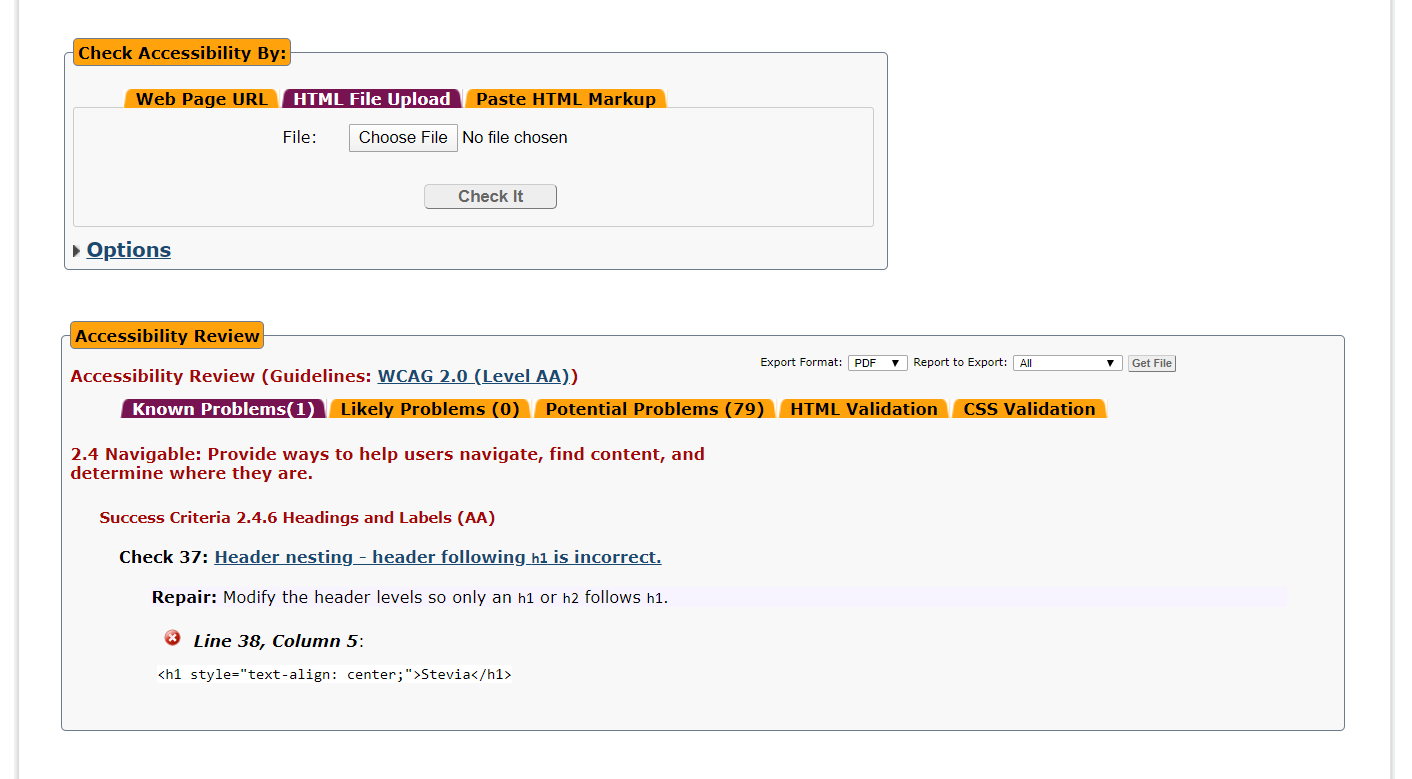 Check Accessibility By:
Web Page URL HTML File Upload Paste HTML Markup
File: Choose File No file chosen
Check It
Options
Accessibility Review
Export Format: PDF Report to Export: All Get File
Accessibility Review (Guidelines: WCAG 2.0 (Level AA))
Known Problems(1) Likely Problems (0) Potential Problems (79) HTML Validation CSS Validation
2.4 Navigable: Provide ways to help users navigate, find content, and
determine where they are.
Success Criteria 2.4.6 Headings and Labels (AA)
Check 37: Header nesting - header following h1 is incorrect.
Repair: Modify the header levels so only an h1 or h2 follows h1.
Line 38, Column 5:
<h1 style="text-align: center;">Stevia</h1>